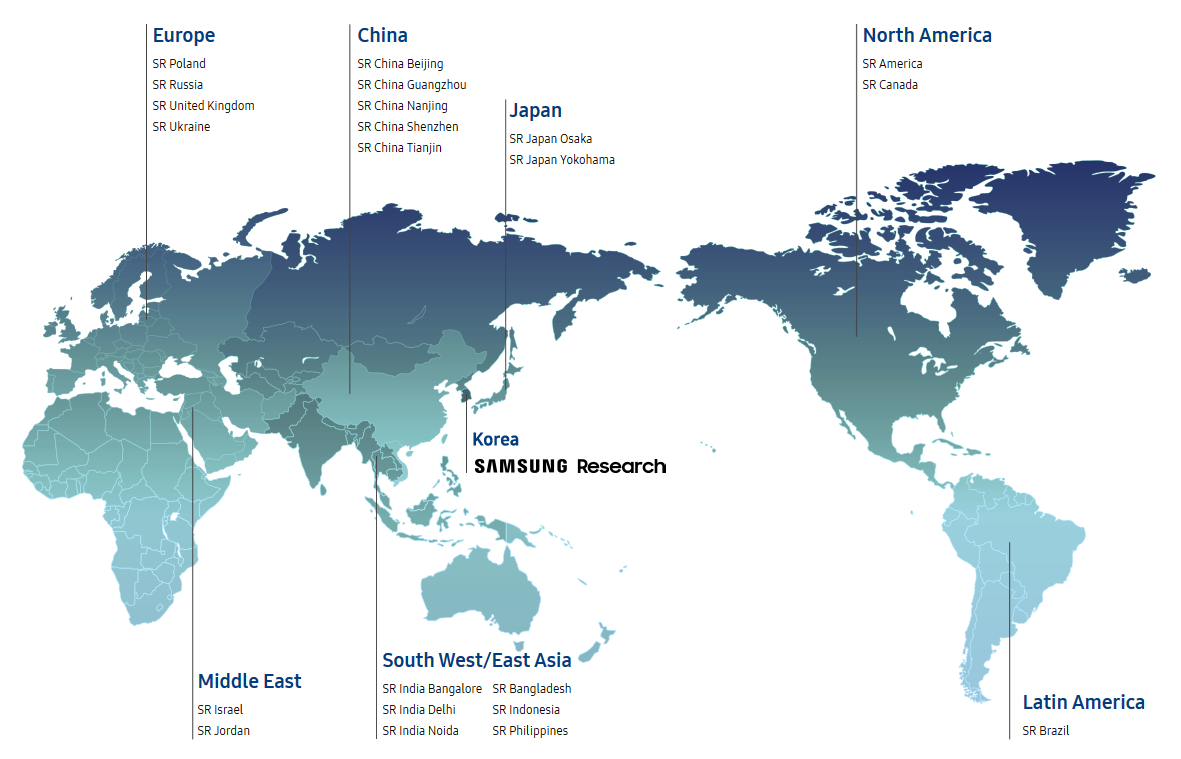 Europe
SR Poland
SR Russia
SR United Kingdom
SR Ukraine
China
SR China Beijing
SR China Guangzhou
SR China Nanjing
SR China Shenzhen
SR China Tianjin
Japan
SR Japan Osaka
SR Japan Yokohama
North America
SR America
SR Canada
Korea
SAMSUNG Research
Middle East
SR Israel
SR Jordan
South West/East Asia
SR India Bangalore
SR India Delhi
SR India Noida
SR Bangladesh
SR Indonesia
SR Philippines
Latin America
SR Brazil